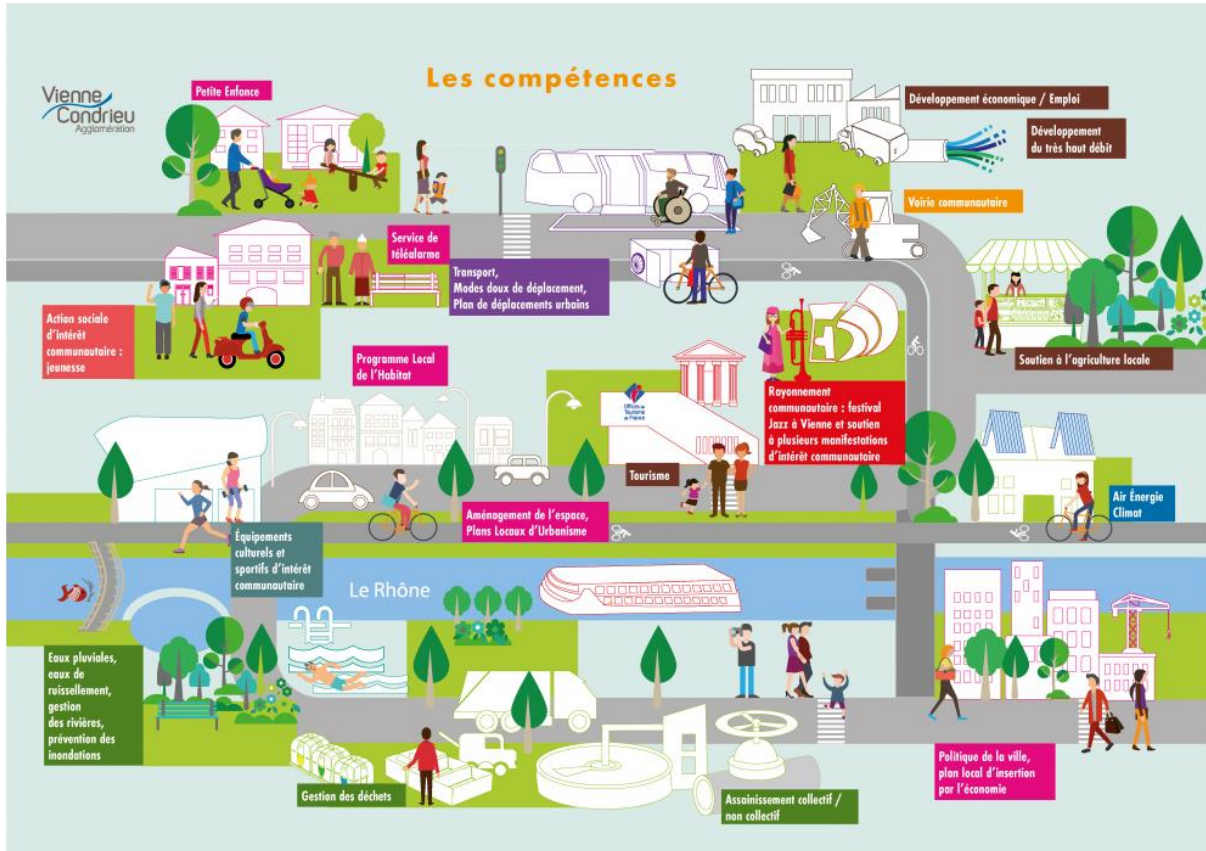 Les compétences
Vienne
Condrieu
Agglomération
Petite Enfance
Développement économique / Emploi
Développement
du très haut débit
Voirie communautaire
Service de
téléalarme
Transport,
Modes doux de déplacement,
Plan de déplacements urbains
Action sociale
d'intérêt
communautaire :
jeunesse
Programme Local
de l'Habitat
Soutien à l'agriculture locale
Offices de
Tourisme
de France
Rayonnement
communautaire : festival
Jazz à Vienne et soutien
à plusieurs manifestations
d'intérêt communautaire
Tourisme
Air Énergie
Climat
Aménagement de l'espace,
Plans Locaux d'Urbanisme
Équipements
culturels et
sportifs d'intérêt
communautaire
Le Rhône
Eaux pluviales,
eaux de
ruissellement,
gestion
des rivières,
prévention des
inondations
Politique de la ville,
plan local d'insertion
par l'économie
Gestion des déchets
Assainissement collectif /
non collectif